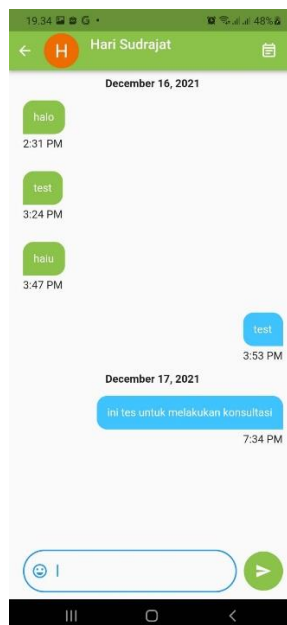 19.34 G • 48%
H Hari Sudrajat
December 16, 2021
halo
2:31 PM
test
3:24 PM
halu
3:47 PM
test
3:53 PM
December 17, 2021
ini tes untuk melakukan konsultasi
7:34 PM